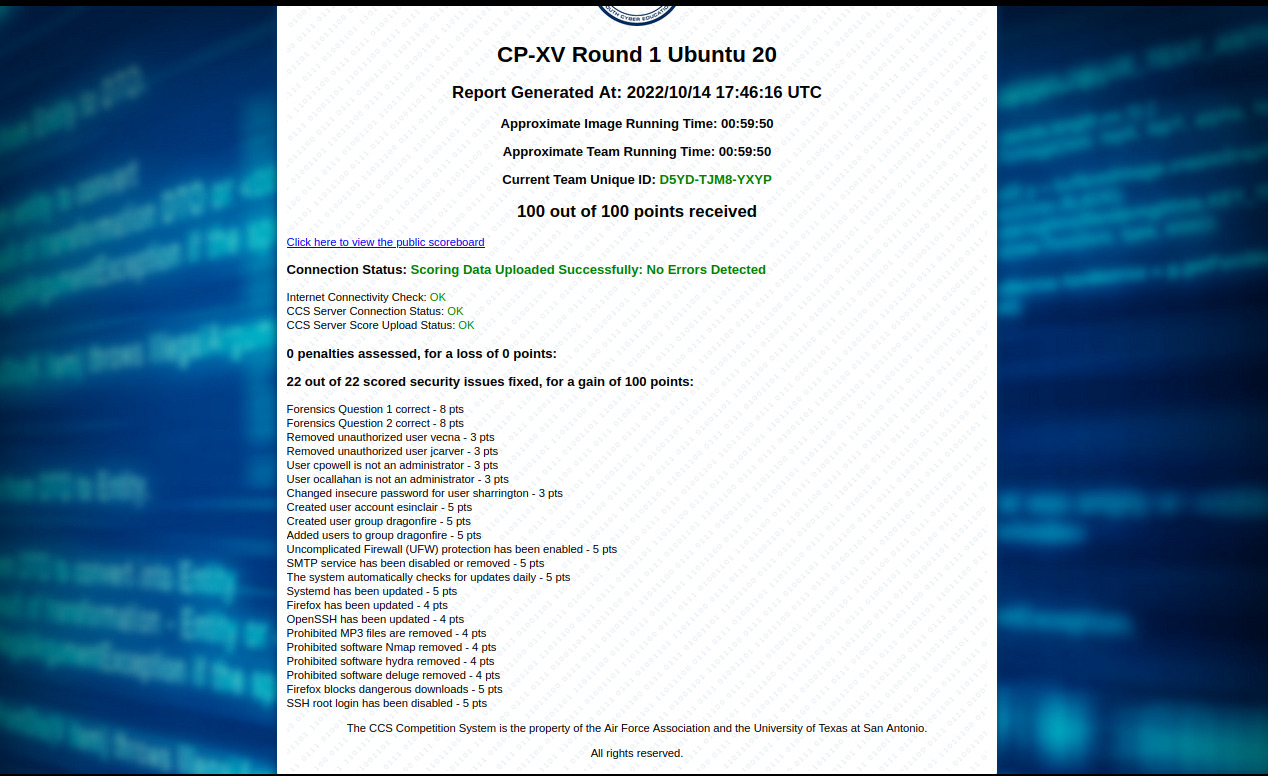 UTH CYBER EDUCATIO
CP-XV Round 1 Ubuntu 20
Report Generated At: 2022/10/14 17:46:16 UTC
Approximate Image Running Time: 00:59:50
Approximate Team Running Time: 00:59:50
Current Team Unique ID: D5YD-TJM8-YXYP
100 out of 100 points received
Click here to view the public scoreboard
Connection Status: Scoring Data Uploaded Successfully: No Errors Detected
Internet Connectivity Check: OK
CCS Server Connection Status: OK
CCS Server Score Upload Status: OK
0 penalties assessed, for a loss of 0 points:
22 out of 22 scored security issues fixed, for a gain of 100 points:
Forensics Question 1 correct - 8 pts
Forensics Question 2 correct - 8 pts
Removed unauthorized user vecna - 3 pts
Removed unauthorized user jcarver - 3 pts
User cpowell is not an administrator - 3 pts
User ocallahan is not an administrator - 3 pts
Changed insecure password for user sharrington - 3 pts
Created user account esinclair - 5 pts
Created user group dragonfire - 5 pts
Added users to group dragonfire - 5 pts
Uncomplicated Firewall (UFW) protection has been enabled - 5 pts
SMTP service has been disabled or removed - 5 pts
The system automatically checks for updates daily - 5 pts
Systemd has been updated - 5 pts
Firefox has been updated - 4 pts
OpenSSH has been updated - 4 pts
Prohibited MP3 files are removed - 4 pts
Prohibited software Nmap removed - 4 pts
Prohibited software hydra removed - 4 pts
Prohibited software deluge removed - 4 pts
Firefox blocks dangerous downloads - 5 pts
SSH root login has been disabled - 5 pts
The CCS Competition System is the property of the Air Force Association and the University of Texas at San Antonio.
All rights reserved.